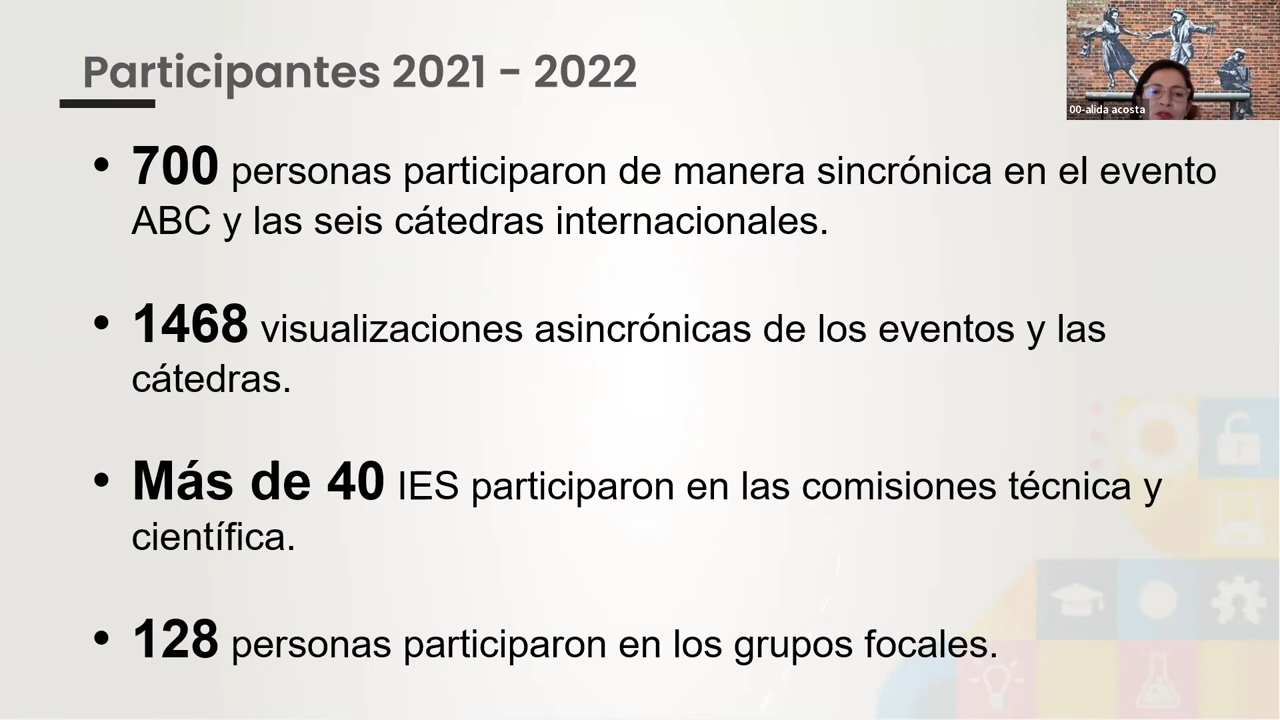 Participantes 2021 - 2022
00-alida acosta
• 700 personas participaron de manera sincrónica en el evento
ABC y las seis cátedras internacionales.
• 1468 visualizaciones asincrónicas de los eventos y las
cátedras.
• Más de 40 IES participaron en las comisiones técnica y
científica.
• 128 personas participaron en los grupos focales.